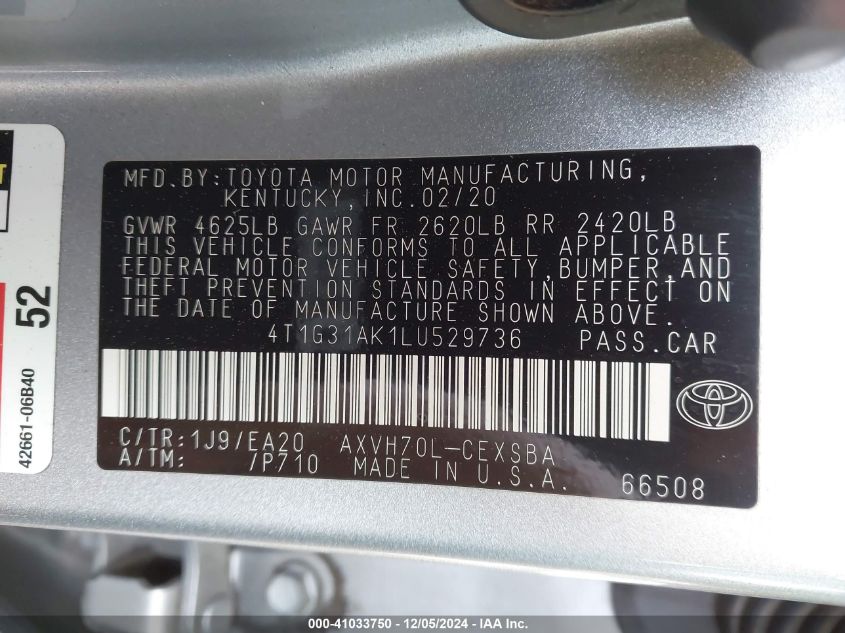 MFD.BY:TOYOTA MOTOR MANUFACTURING,
KENTUCKY, INC.02/20
GVWR 4625LB GAWR FR 2620LB RR 2420LB
THIS VEHICLE CONFORMS TO ALL APPLICABLE
FEDERAL MOTOR VEHICLE SAFETY,BUMPER,AND
THEFT PREVENTION STANDARDS IN EFFECT ON
THE DATE OF MANUFACTURE SHOWN ABOVE.
4T1G31AK1LU529736 PASS.CAR
C/TR:1J9/EA20 AXVH70L-CEXSBA
A/TM: /P710 MADE IN U.S.A.
66508
52
42661-06B40
000-41033750 - 12/05/2024 - IAA Inc.